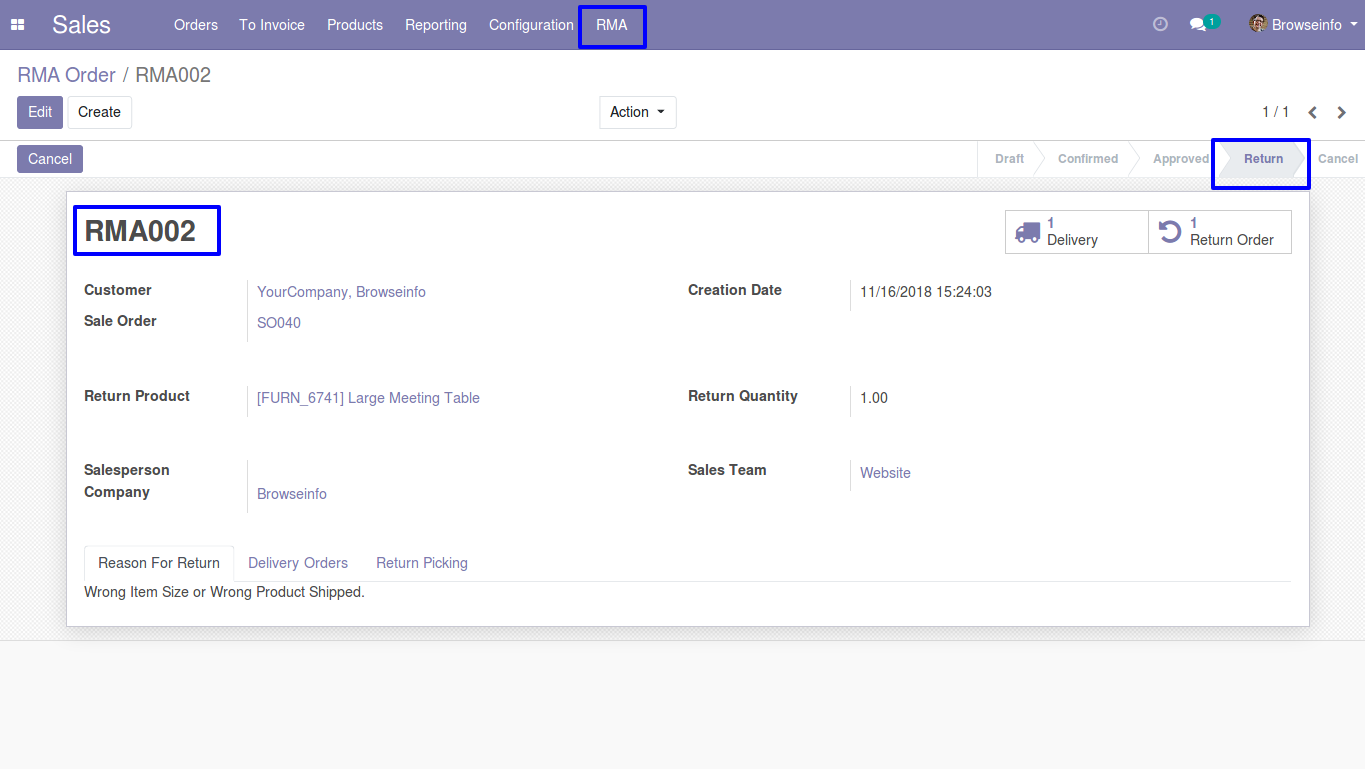 Sales Orders To Invoice Products Reporting Configuration RMA 1 Browseinfo
RMA Order / RMA002
Edit Create Action 1 / 1
Cancel Draft Confirmed Approved Return Cancel
RMA002
1 Delivery
1 Return Order
Customer YourCompany, Browseinfo Creation Date 11/16/2018 15:24:03
Sale Order SO040
Return Product [FURN_6741] Large Meeting Table Return Quantity 1.00
Salesperson Sales Team Website
Company Browseinfo
Reason For Return Delivery Orders Return Picking
Wrong Item Size or Wrong Product Shipped.